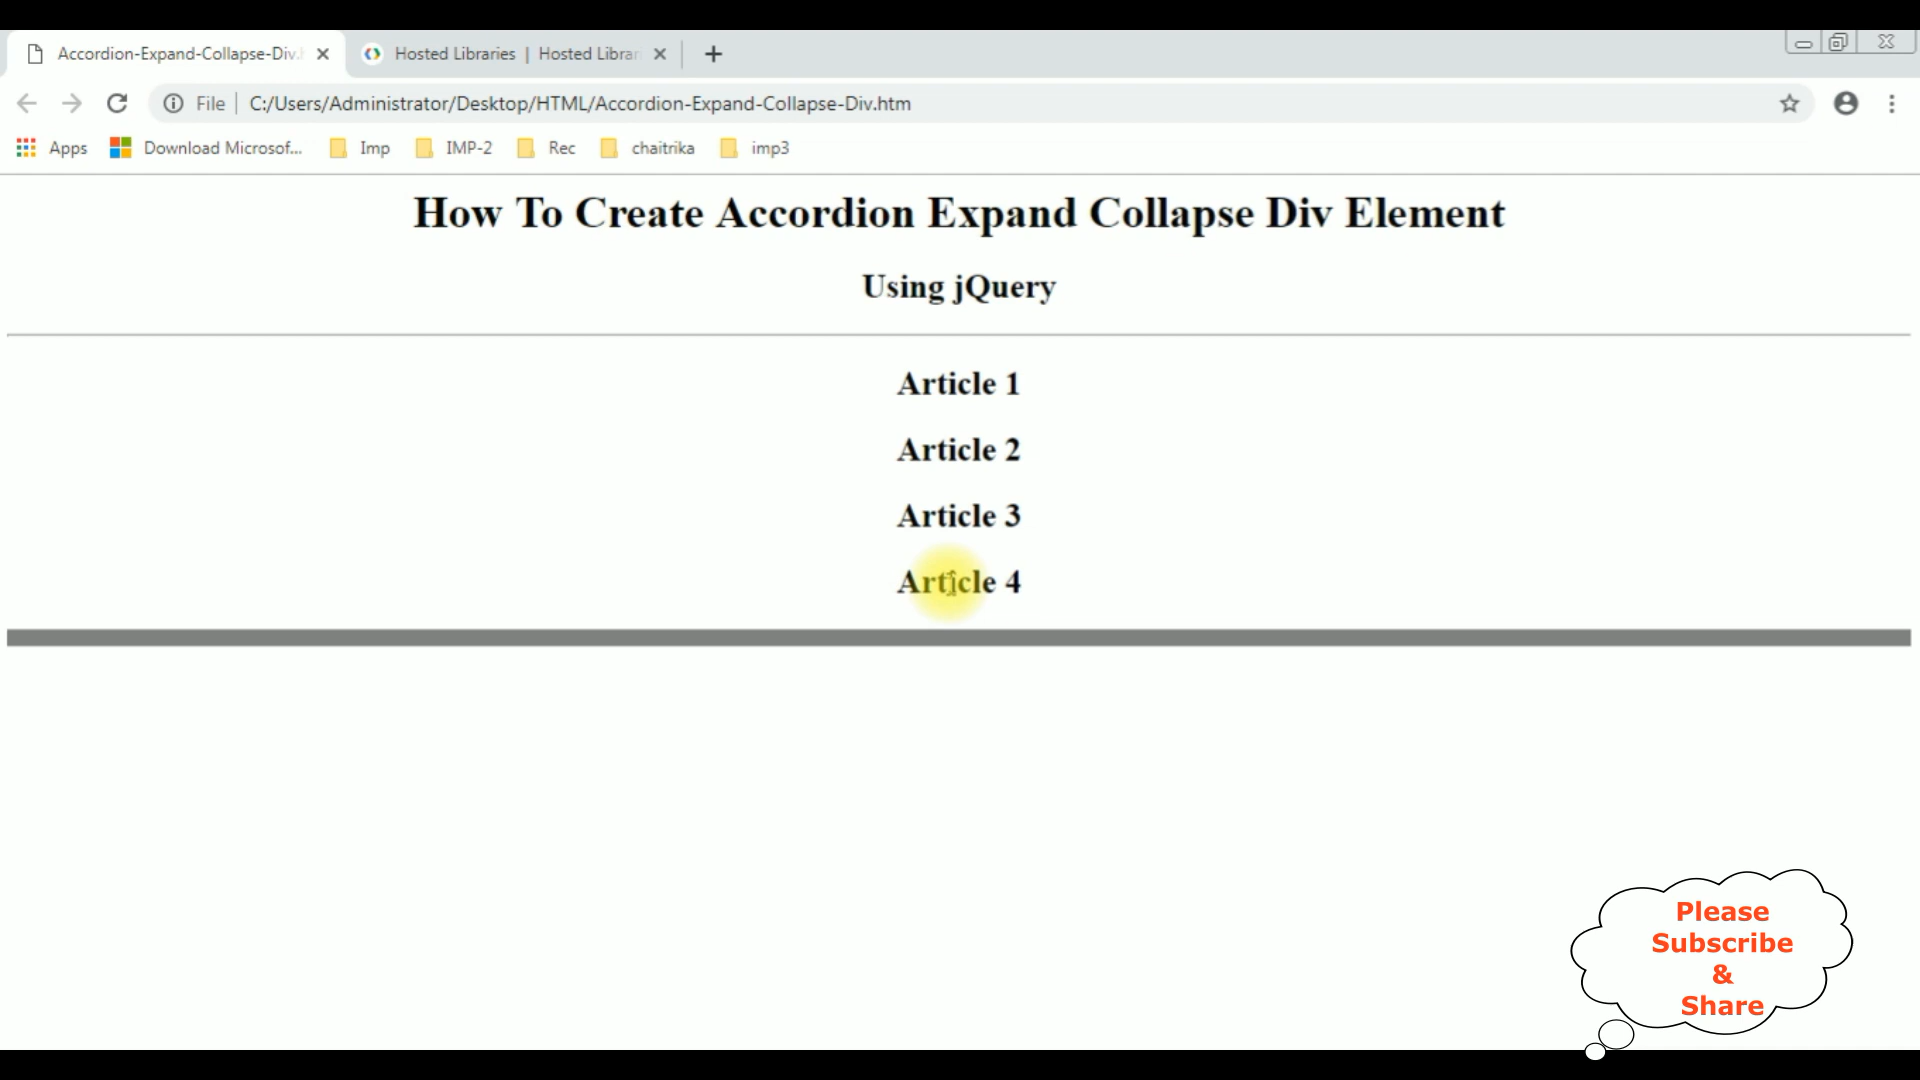 Accordion-Expand-Collapse-Div.h
Hosted Libraries | Hosted Librar
File C:/Users/Administrator/Desktop/HTML/Accordion-Expand-Collapse-Div.htm
Apps Download Microsof... Imp IMP-2 Rec chaitrika imp3
How To Create Accordion Expand Collapse Div Element
Using jQuery
Article 1
Article 2
Article 3
Article 4
Please
Subscribe
&
Share